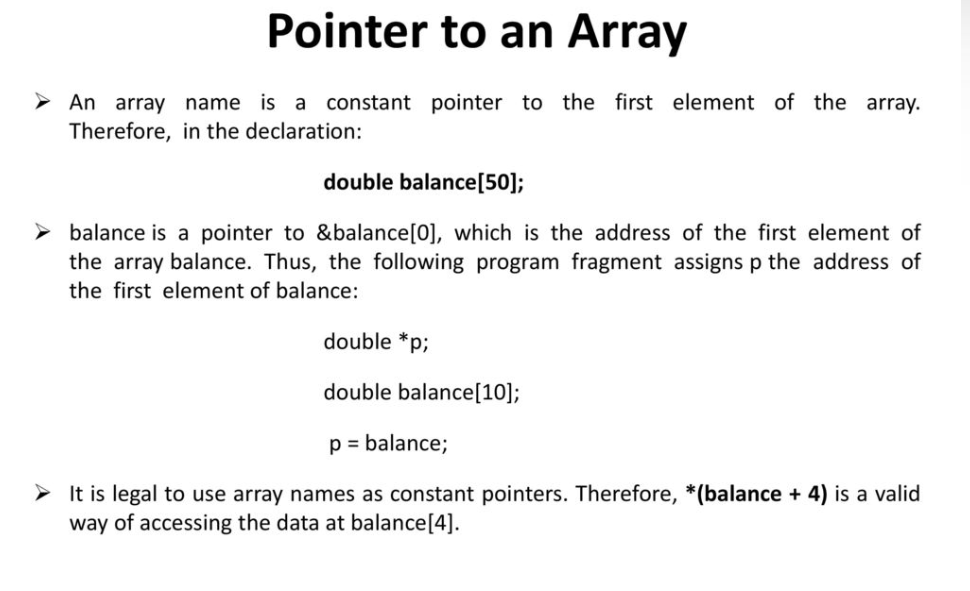 Pointer to an Array
➢ An array name is a constant pointer to the first element of the array.
Therefore, in the declaration:
double balance[50];
➢ balance is a pointer to &balance[0], which is the address of the first element of
the array balance. Thus, the following program fragment assigns p the address of
the first element of balance:
double *p;
double balance[10];
p = balance;
➢ It is legal to use array names as constant pointers. Therefore, *(balance + 4) is a valid
way of accessing the data at balance[4].